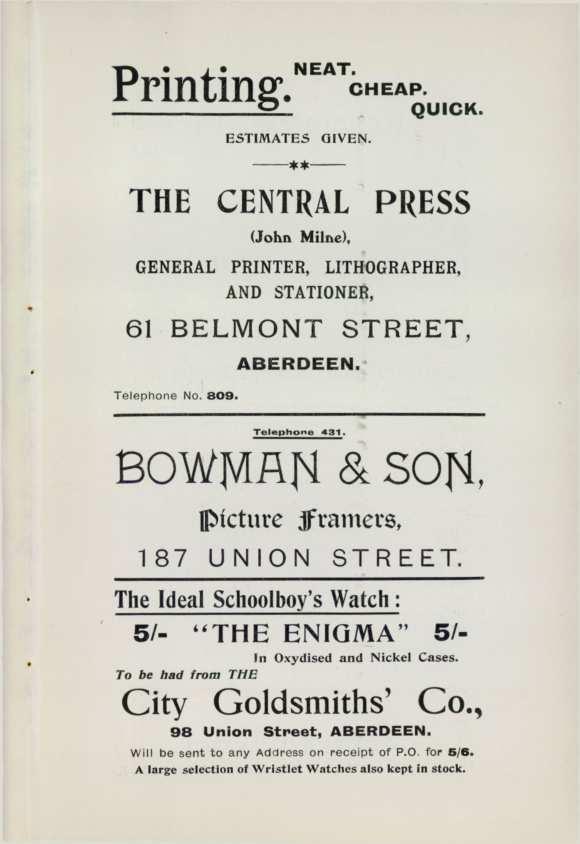 Printing. NEAT.
CHEAP.
QUICK.
ESTIMATES GIVEN.
THE CENTRAL PRESS
(John Milne),
GENERAL PRINTER, LITHOGRAPHER,
AND STATIONER,
61 BELMONT STREET,
ABERDEEN.
Telephone No. 809.
Telephone 431.
BOWMAN & SON,
Picture Framers,
187 UNION STREET.
The Ideal Schoolboy's Watch:
5/- "THE ENIGMA" 5/-
In Oxydised and Nickel Cases.
To be had from THE
City Goldsmiths' Co.,
98 Union Street, ABERDEEN.
Will be sent to any Address on receipt of P.O. for 5/6.
A large selection of Wristlet Watches also kept in stock.